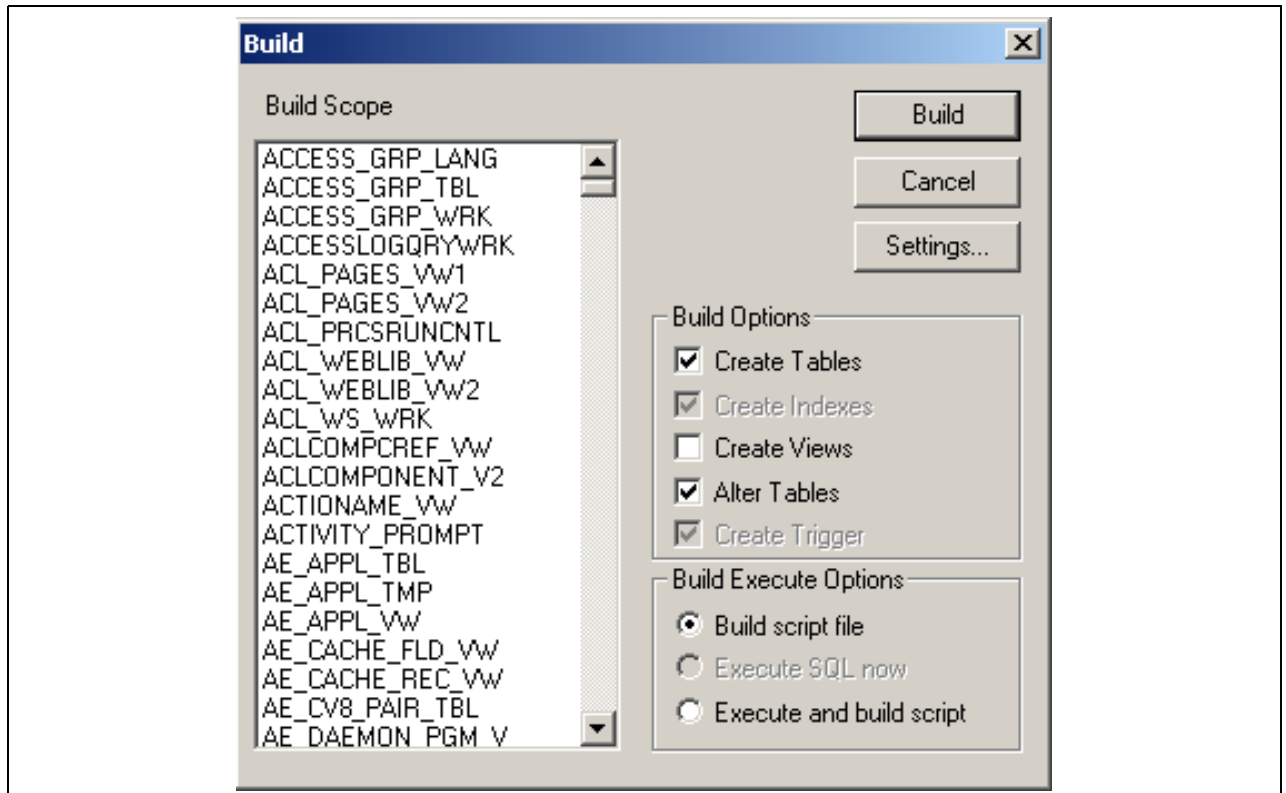 Build
Build Scope
ACCESS_GRP_LANG
ACCESS_GRP_TBL
ACCESS_GRP_WRK
ACCESSLOGQRYWRK
ACL_PAGES_VW1
ACL_PAGES_VW2
ACL_PRCSRUNCNTL
ACL_WEBLIB_VW
ACL_WEBLIB_VW2
ACL_WS_WRK
ACLCOMPCREF_VW
ACLCOMPONENT_V2
ACTIONAME_VW
ACTIVITY_PROMPT
AE_APPL_TBL
AE_APPL_TMP
AE_APPL_VW
AE_CACHE_FLD_VW
AE_CACHE_REC_VW
AE_CV8_PAIR_TBL
AE_DAEMON_PGM_V
Build
Cancel
Settings...
Build Options
Create Tables
Create Indexes
Create Views
Alter Tables
Create Trigger
Build Execute Options
Build script file
Execute SQL now
Execute and build script